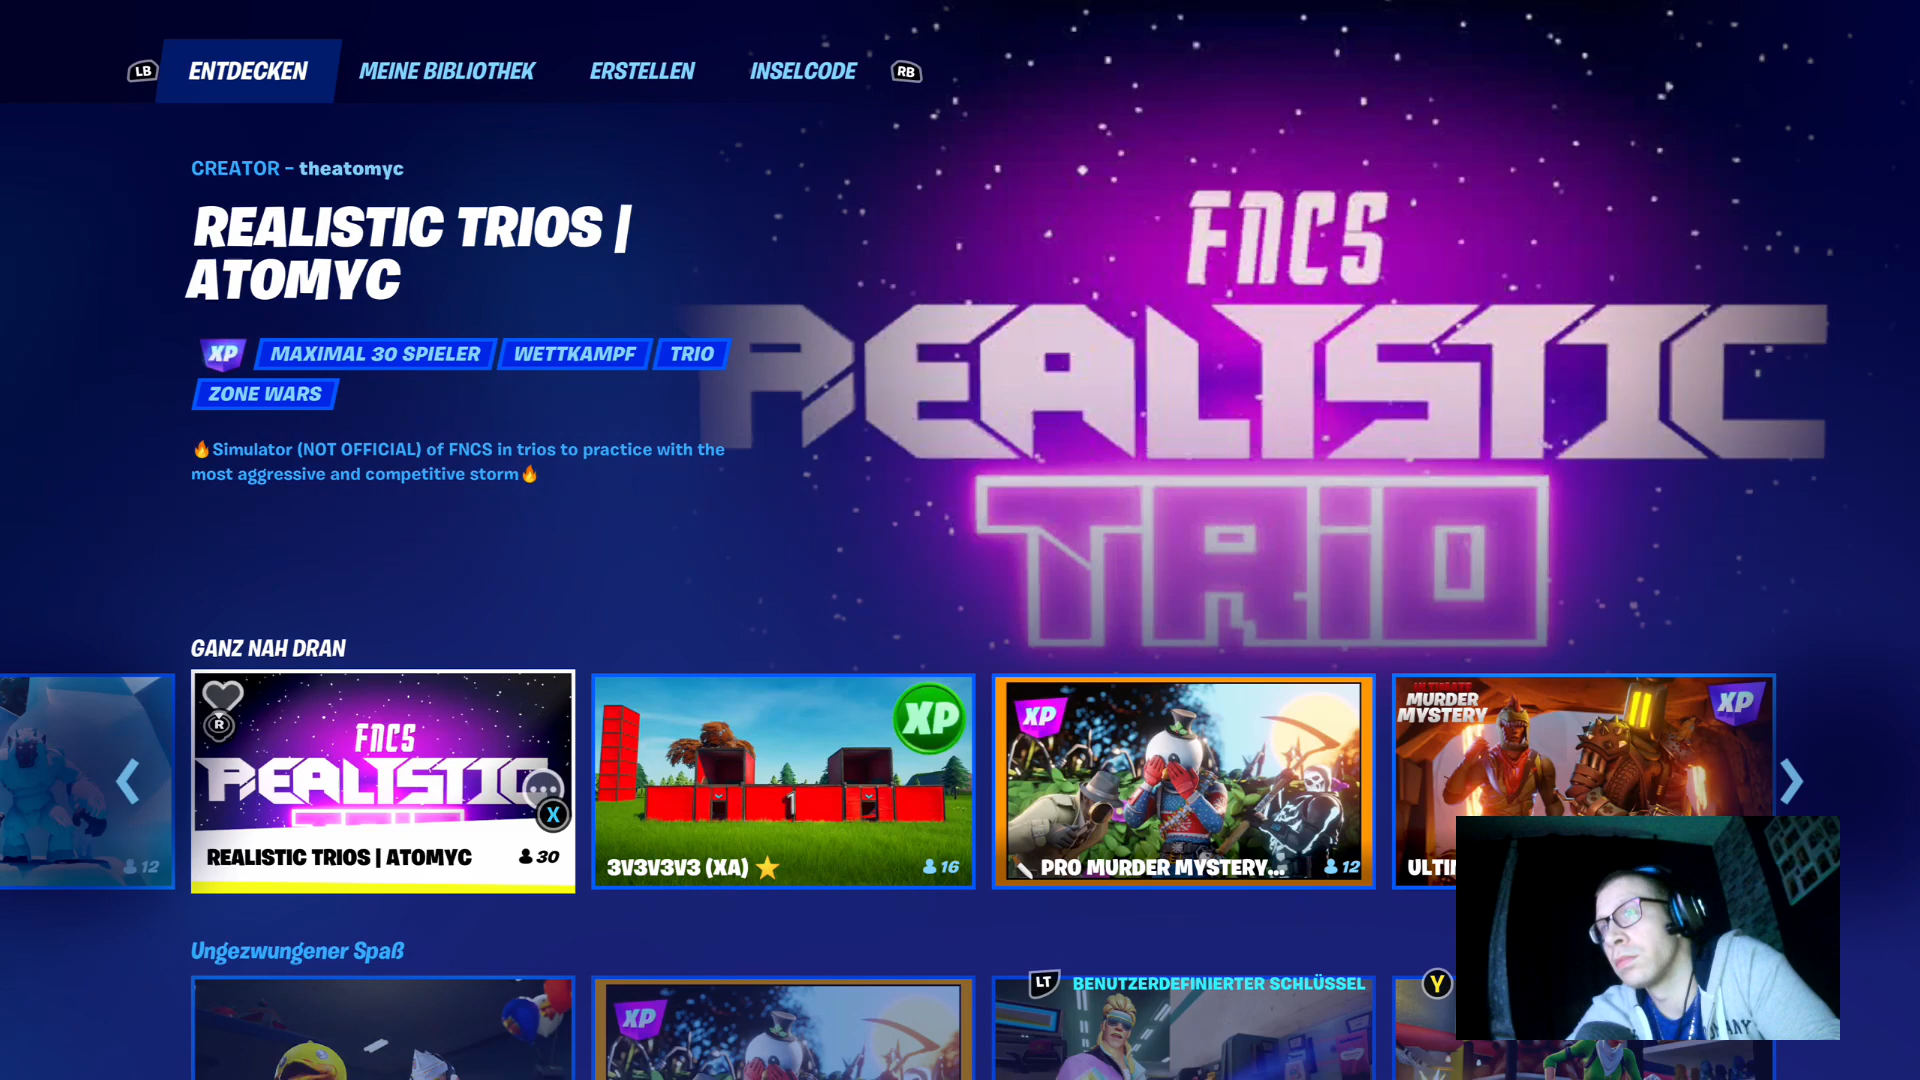 LB
ENTDECKEN
MEINE BIBLIOTHEK
ERSTELLEN
INSELCODE
RB
CREATOR – theatomyc
REALISTIC TRIOS |
ATOMYC
XP
MAXIMAL 30 SPIELER
WETTKAMPF
TRIO
ZONE WARS
🔥Simulator (NOT OFFICIAL) of FNCS in trios to practice with the
most aggressive and competitive storm🔥
FNCS
REALISTIC
TRIO
GANZ NAH DRAN
12
R
FNCS
REALISTIC
X
REALISTIC TRIOS | ATOMYC
30
XP
1
3V3V3V3 (XA) ⭐
16
XP
PRO MURDER MYSTERY...
12
ULTIMATE
MURDER
MYSTERY
XP
Ungezwungener Spaß
XP
LT
BENUTZERDEFINIERTER SCHLÜSSEL
Y